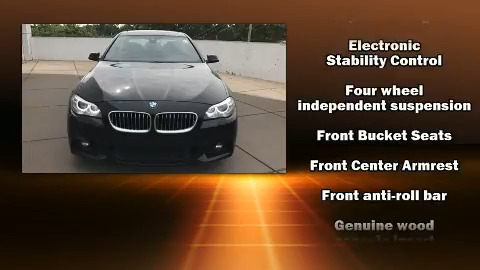 Electronic
Stability Control
Four wheel
independent suspension
Front Bucket Seats
Front Center Armrest
Front anti-roll bar
Genuine wood